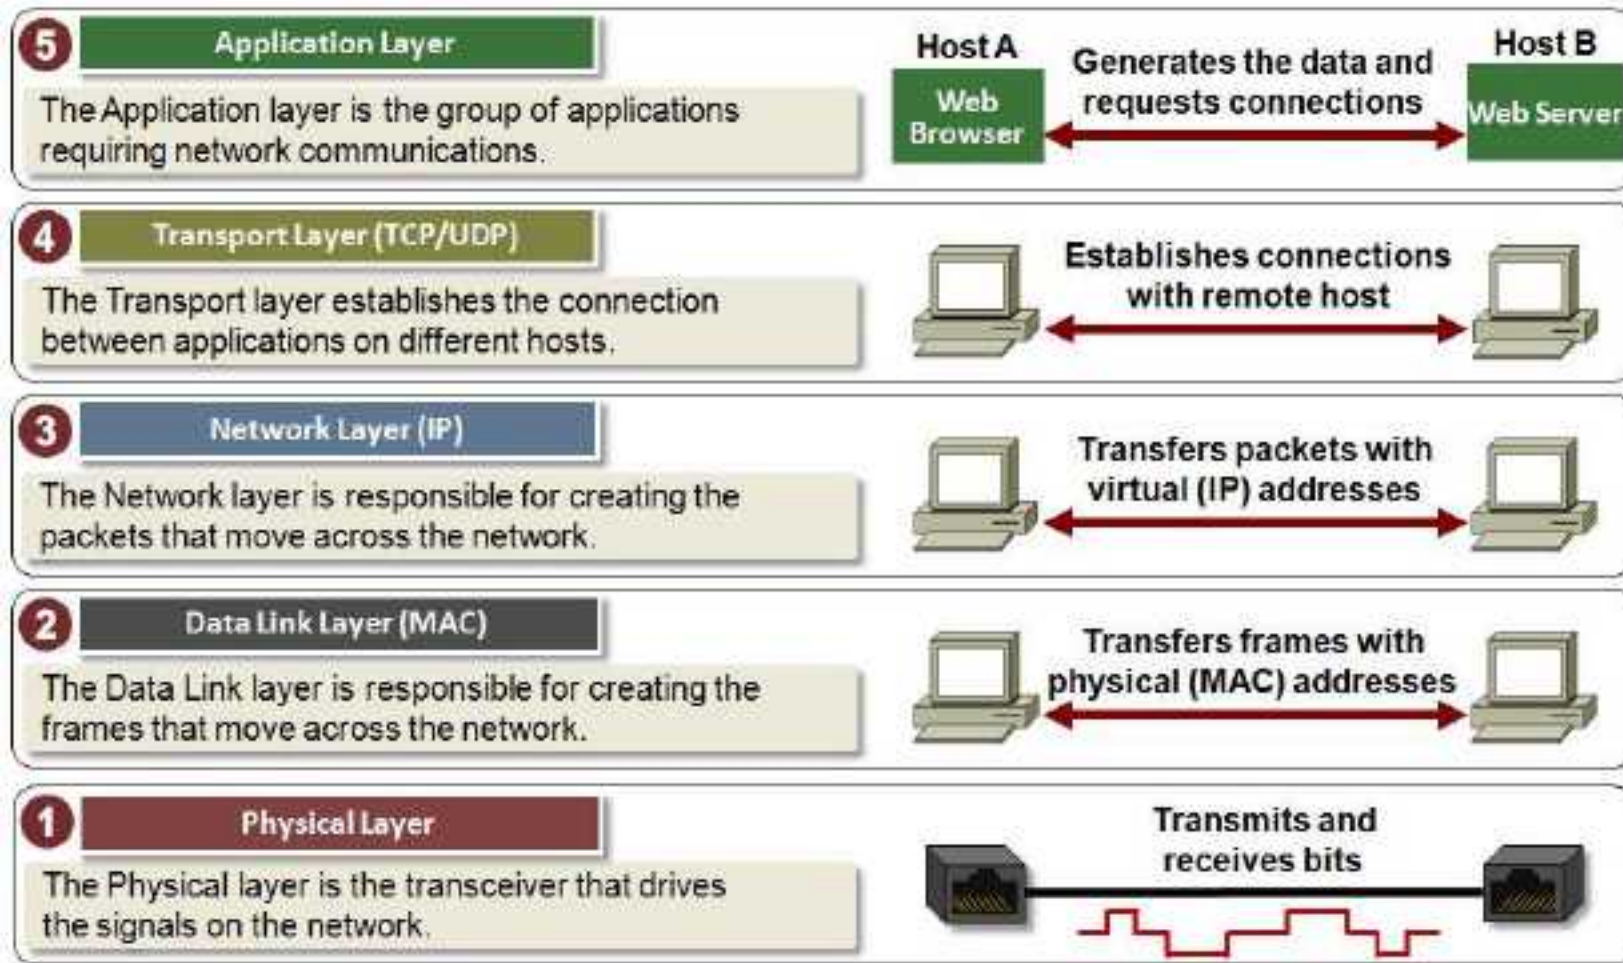 5
Application Layer
The Application layer is the group of applications
requiring network communications.
Host A
Web
Browser
Generates the data and
requests connections
Host B
Web Server
4
Transport Layer (TCP/UDP)
The Transport layer establishes the connection
between applications on different hosts.
Establishes connections
with remote host
3
Network Layer (IP)
The Network layer is responsible for creating the
packets that move across the network.
Transfers packets with
virtual (IP) addresses
2
Data Link Layer (MAC)
The Data Link layer is responsible for creating the
frames that move across the network.
Transfers frames with
physical (MAC) addresses
1
Physical Layer
The Physical layer is the transceiver that drives
the signals on the network.
Transmits and
receives bits